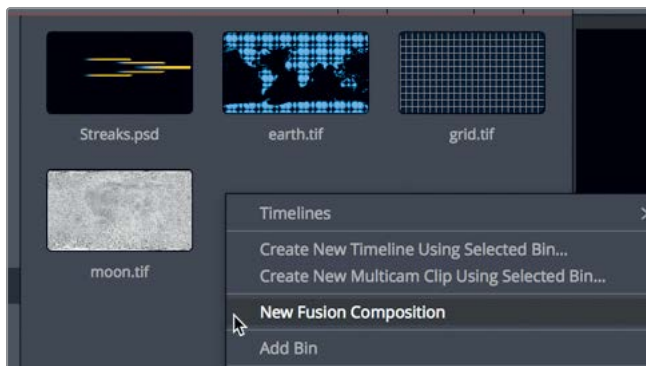 Streaks.psd
earth.tif
grid.tif
moon.tif
Timelines
Create New Timeline Using Selected Bin...
Create New Multicam Clip Using Selected Bin...
New Fusion Composition
Add Bin